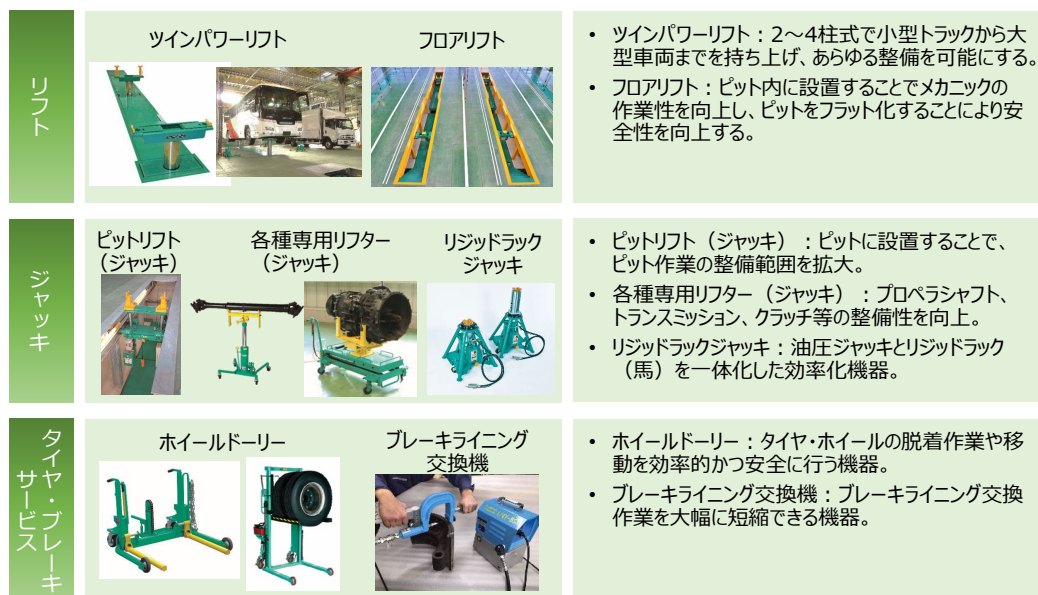 リフト
ツインパワーリフト
フロアリフト
• ツインパワーリフト：2～4柱式で小型トラックから大
型車両までを持ち上げ、あらゆる整備を可能にする。
• フロアリフト：ピット内に設置することでメカニックの
作業性を向上し、ピットをフラット化することにより安
全性を向上する。
ジャッキ
ピットリフト
（ジャッキ）
各種専用リフター
（ジャッキ）
リジッドラック
ジャッキ
• ピットリフト（ジャッキ）：ピットに設置することで、
ピット作業の整備範囲を拡大。
• 各種専用リフター（ジャッキ）：プロペラシャフト、
トランスミッション、クラッチ等の整備性を向上。
• リジッドラックジャッキ：油圧ジャッキとリジッドラック
（馬）を一体化した効率化機器。
タイヤ・ブレーキ
サービス
ホイールドーリー
ブレーキライニング
交換機
• ホイールドーリー：タイヤ・ホイールの脱着作業や移
動を効率的かつ安全に行う機器。
• ブレーキライニング交換機：ブレーキライニング交換
作業を大幅に短縮できる機器。